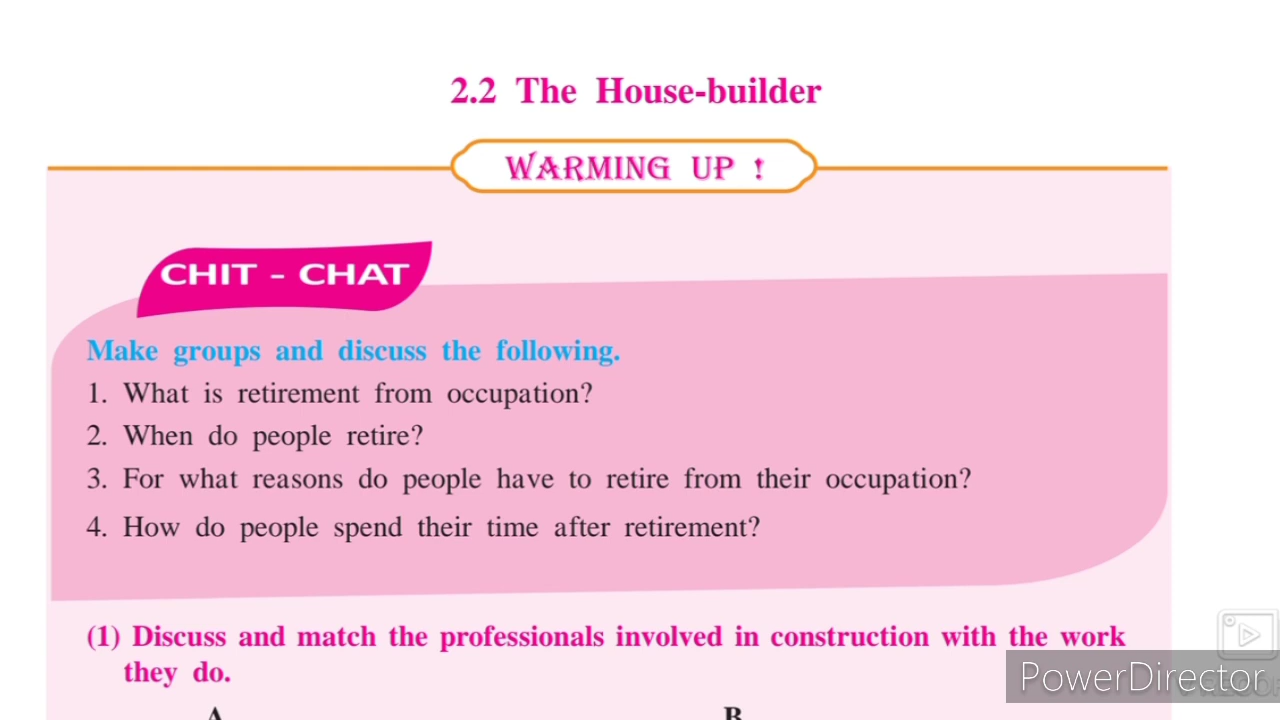 2.2 The House-builder
WARMING UP !
CHIT - CHAT
Make groups and discuss the following.
1. What is retirement from occupation?
2. When do people retire?
3. For what reasons do people have to retire from their occupation?
4. How do people spend their time after retirement?
(1) Discuss and match the professionals involved in construction with the work
they do.
A B
PowerDirector